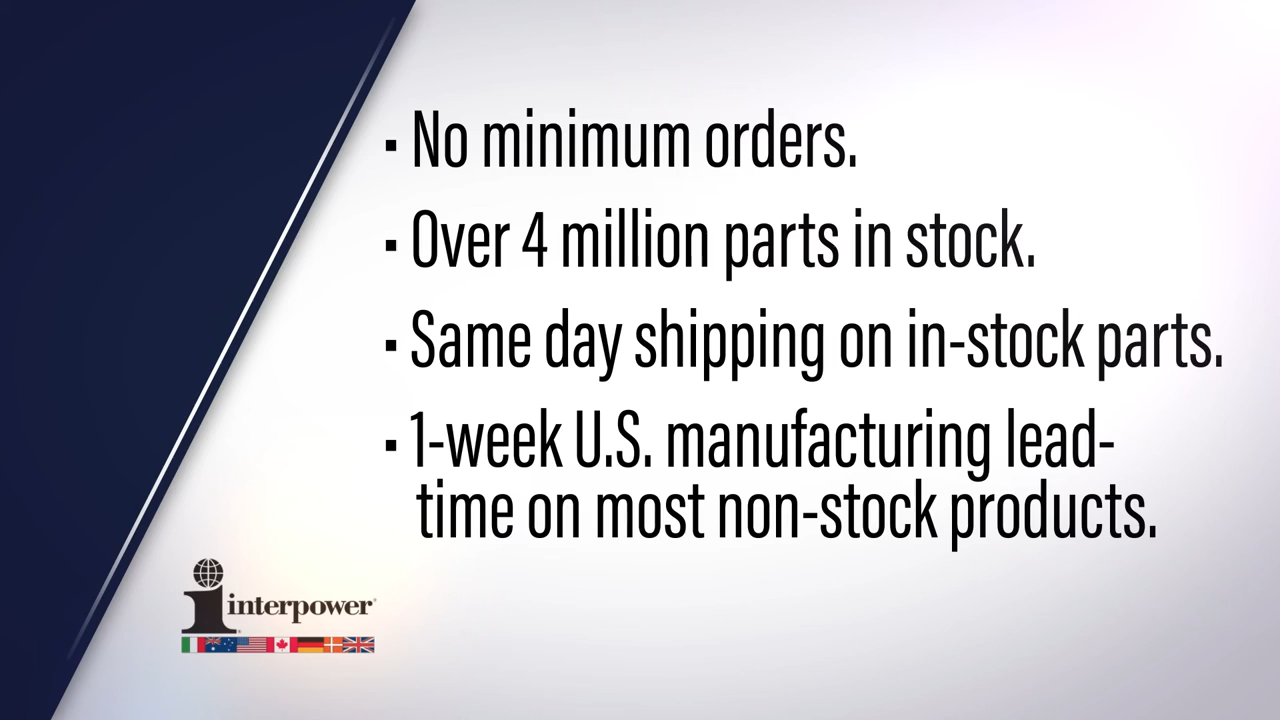 ▪ No minimum orders.
▪ Over 4 million parts in stock.
▪ Same day shipping on in-stock parts.
▪ 1-week U.S. manufacturing lead-
time on most non-stock products.
interpower®